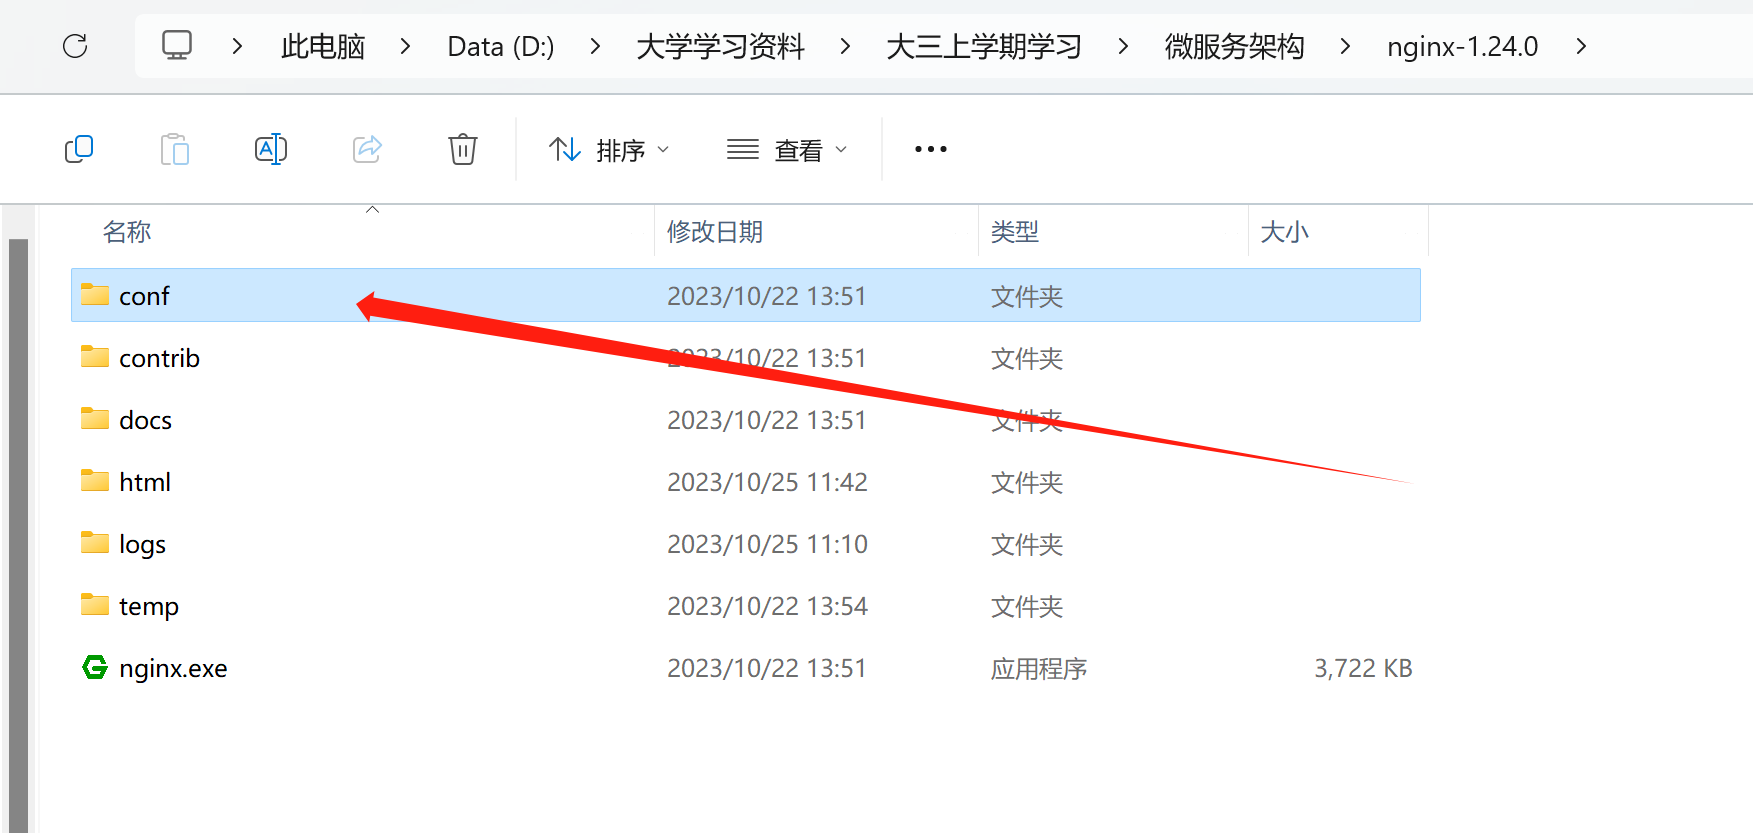 此电脑 Data (D:) 大学学习资料 大三上学期学习 微服务架构 nginx-1.24.0
排序 查看
名称 修改日期 类型 大小
conf 2023/10/22 13:51 文件夹
contrib 2023/10/22 13:51 文件夹
docs 2023/10/22 13:51 文件夹
html 2023/10/25 11:42 文件夹
logs 2023/10/25 11:10 文件夹
temp 2023/10/22 13:54 文件夹
nginx.exe 2023/10/22 13:51 应用程序 3,722 KB